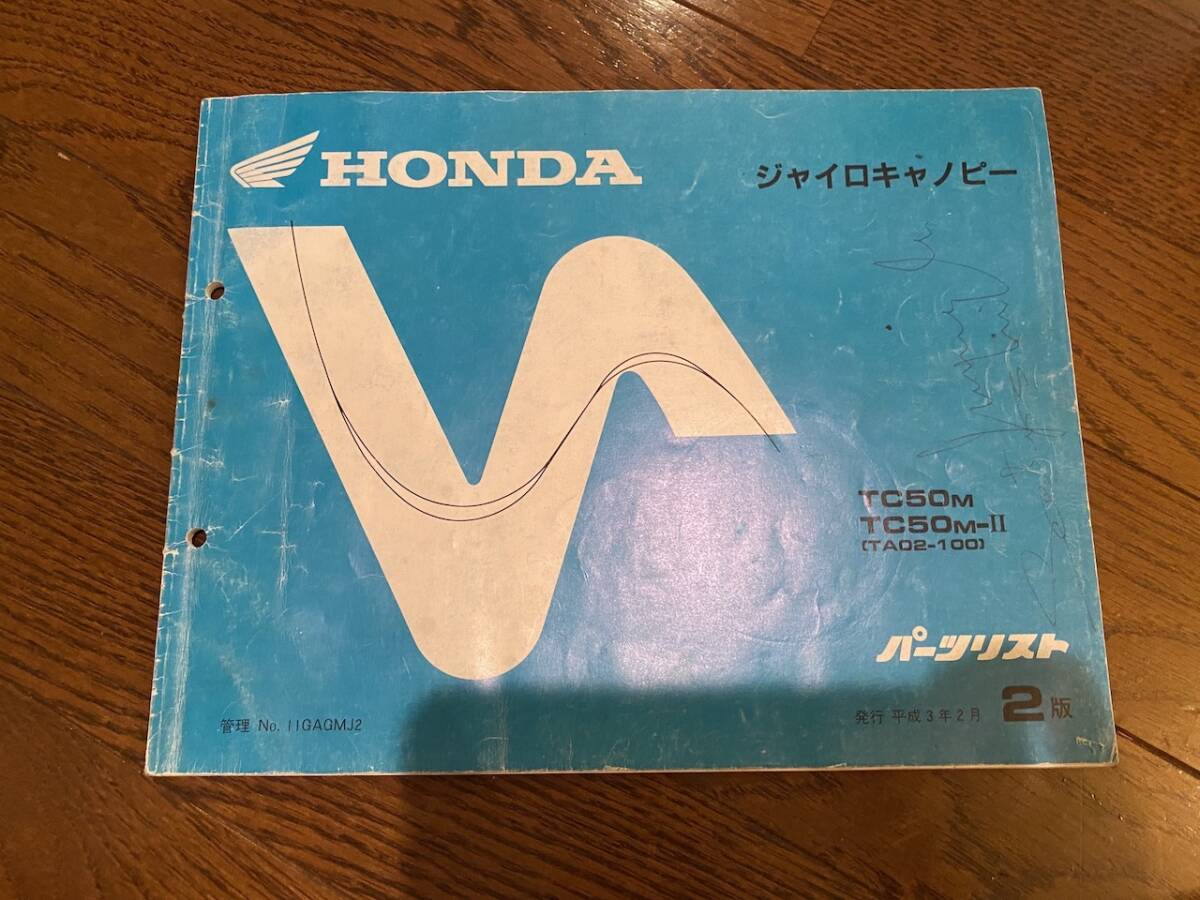 HONDA
ジャイロキャノピー
TC50M
TC50M-II
(TA02-100)
パーツリスト
管理 No. 11GAGMJ2
発行 平成3年2月
2版